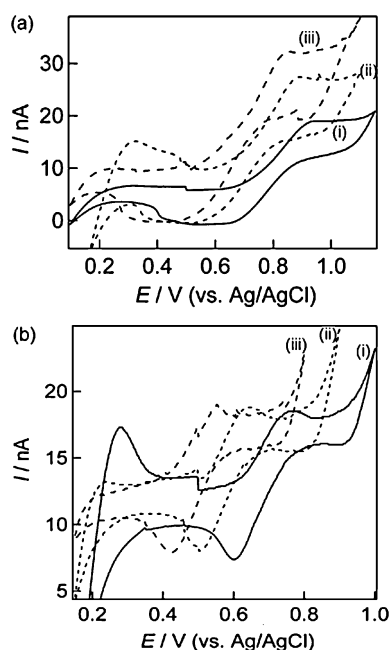 (a)
(iii)
(ii)
(i)
I / nA
30
20
10
0
0.2 0.4 0.6 0.8 1.0
E / V (vs. Ag/AgCl)
(b)
(iii)
(ii)
(i)
I / nA
20
15
10
5
0.2 0.4 0.6 0.8 1.0
E / V (vs. Ag/AgCl)